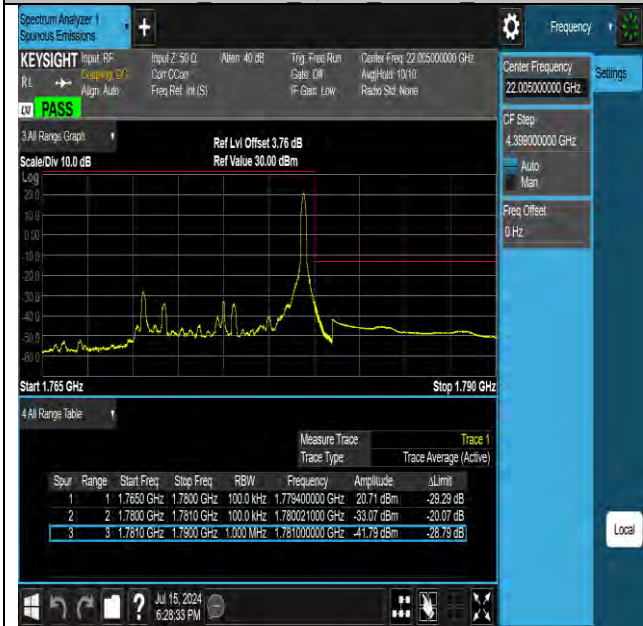 Spectrum Analyzer 1
Spurious Emissions
Frequency
KEYSIGHT Input: RF Input Z: 50 Ω Atten: 40 dB Trig: Free Run Center Freq: 22.005000000 GHz
RL Coupling: DC Corr CCorr Gate: Off Avg|Hold: 10/10
Align: Auto Freq Ref: Int (S) IF Gain: Low Radio Std: None
LXI PASS
Center Frequency
22.005000000 GHz
Settings
CF Step
4.398000000 GHz
Auto
Man
Freq Offset
0 Hz
3 All Range Graph
Ref Lvl Offset 3.76 dB
Scale/Div 10.0 dB Ref Value 30.00 dBm
Log
20.0
10.0
0.00
-10.0
-20.0
-30.0
-40.0
-50.0
-60.0
Start 1.765 GHz Stop 1.790 GHz
4 All Range Table
Measure Trace Trace 1
Trace Type Trace Average (Active)
Spur Range Start Freq Stop Freq RBW Frequency Amplitude ΔLimit
1 1 1.7650 GHz 1.7800 GHz 100.0 kHz 1.779400000 GHz 20.71 dBm -29.29 dB
2 2 1.7800 GHz 1.7810 GHz 100.0 kHz 1.780021000 GHz -33.07 dBm -20.07 dB
3 3 1.7810 GHz 1.7900 GHz 1.000 MHz 1.781000000 GHz -41.79 dBm -28.79 dB
Local
Jul 15, 2024
6:28:33 PM